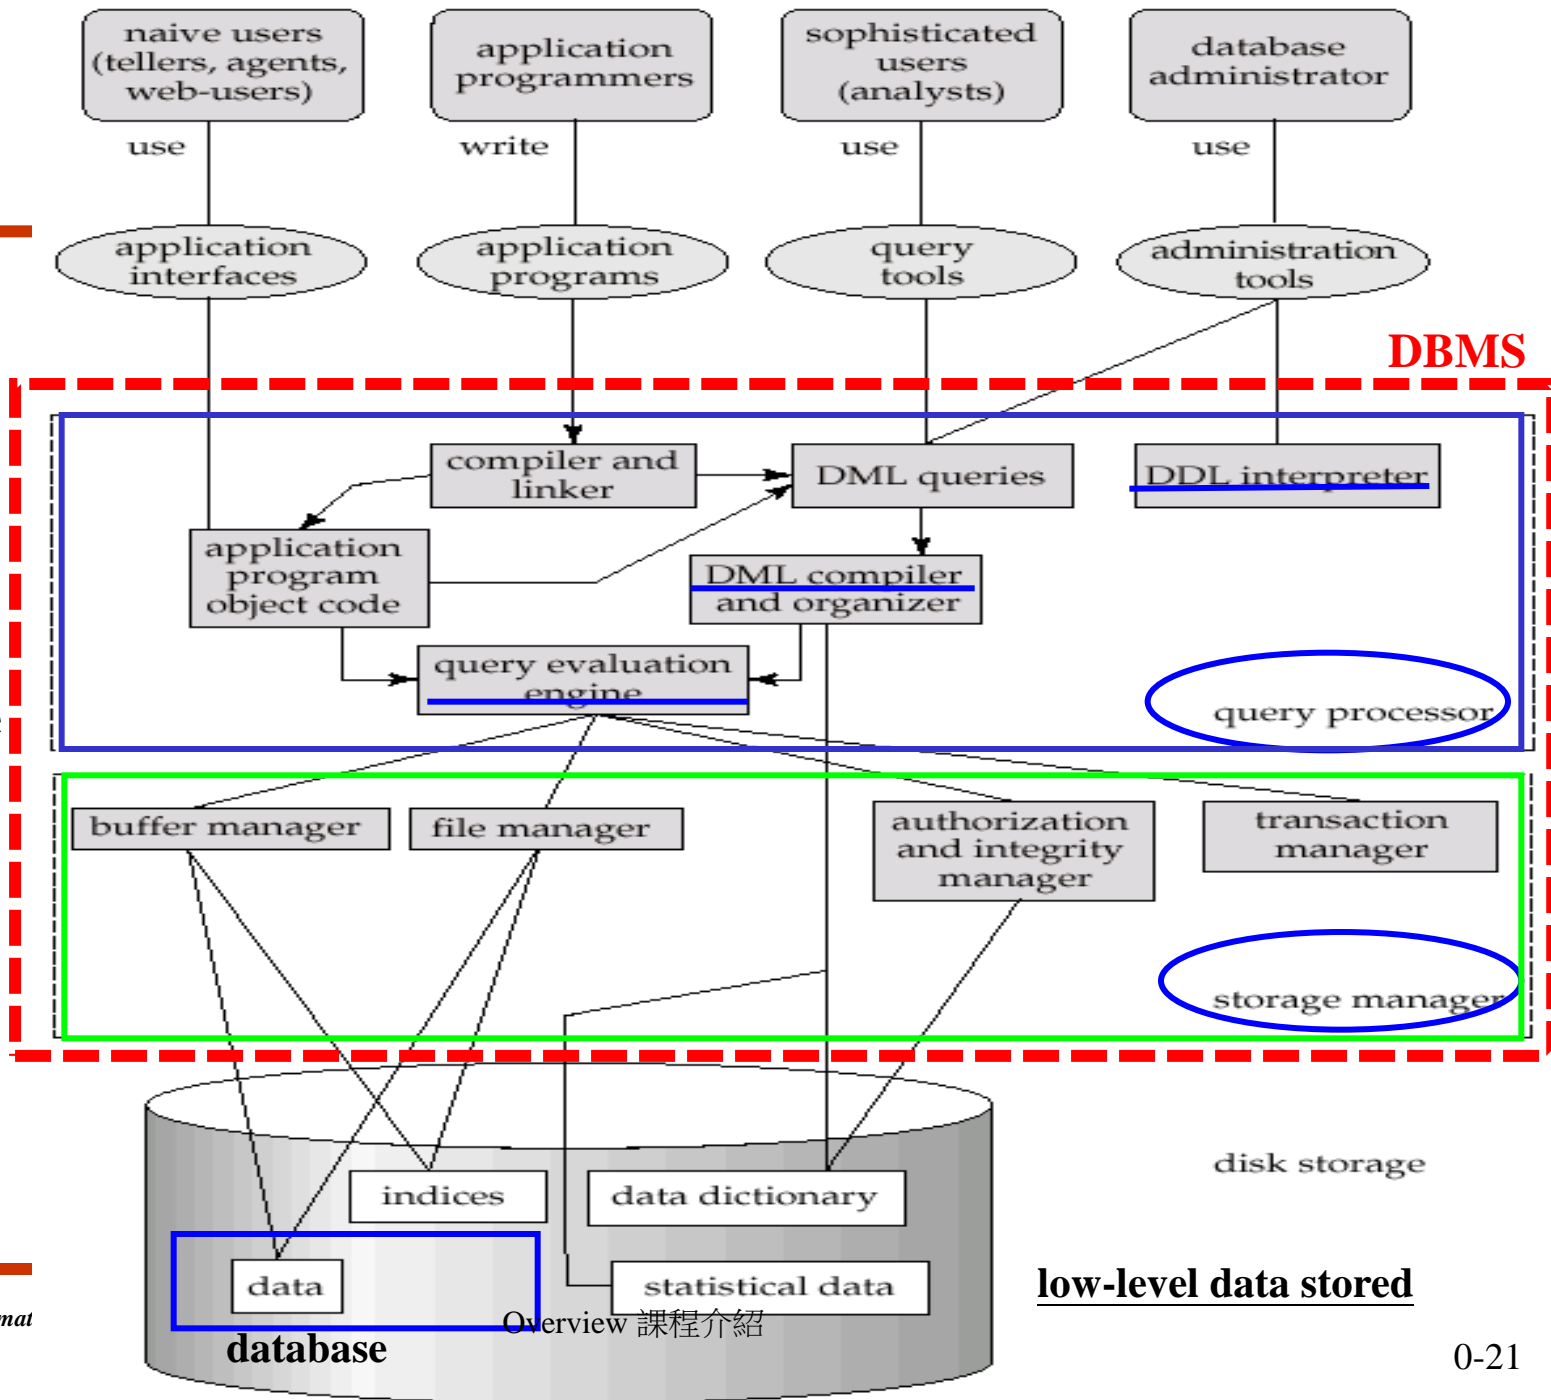 naive users
(tellers, agents,
web-users)
application
programmers
sophisticated
users
(analysts)
database
administrator
use
write
use
use
application
interfaces
application
programs
query
tools
administration
tools
DBMS
compiler and
linker
DML queries
DDL interpreter
application
program
object code
DML compiler
and organizer
query evaluation
engine
query processor
buffer manager
file manager
authorization
and integrity
manager
transaction
manager
storage manager
indices
data dictionary
disk storage
data
statistical data
low-level data stored
Overview 課程介紹
database
0-21